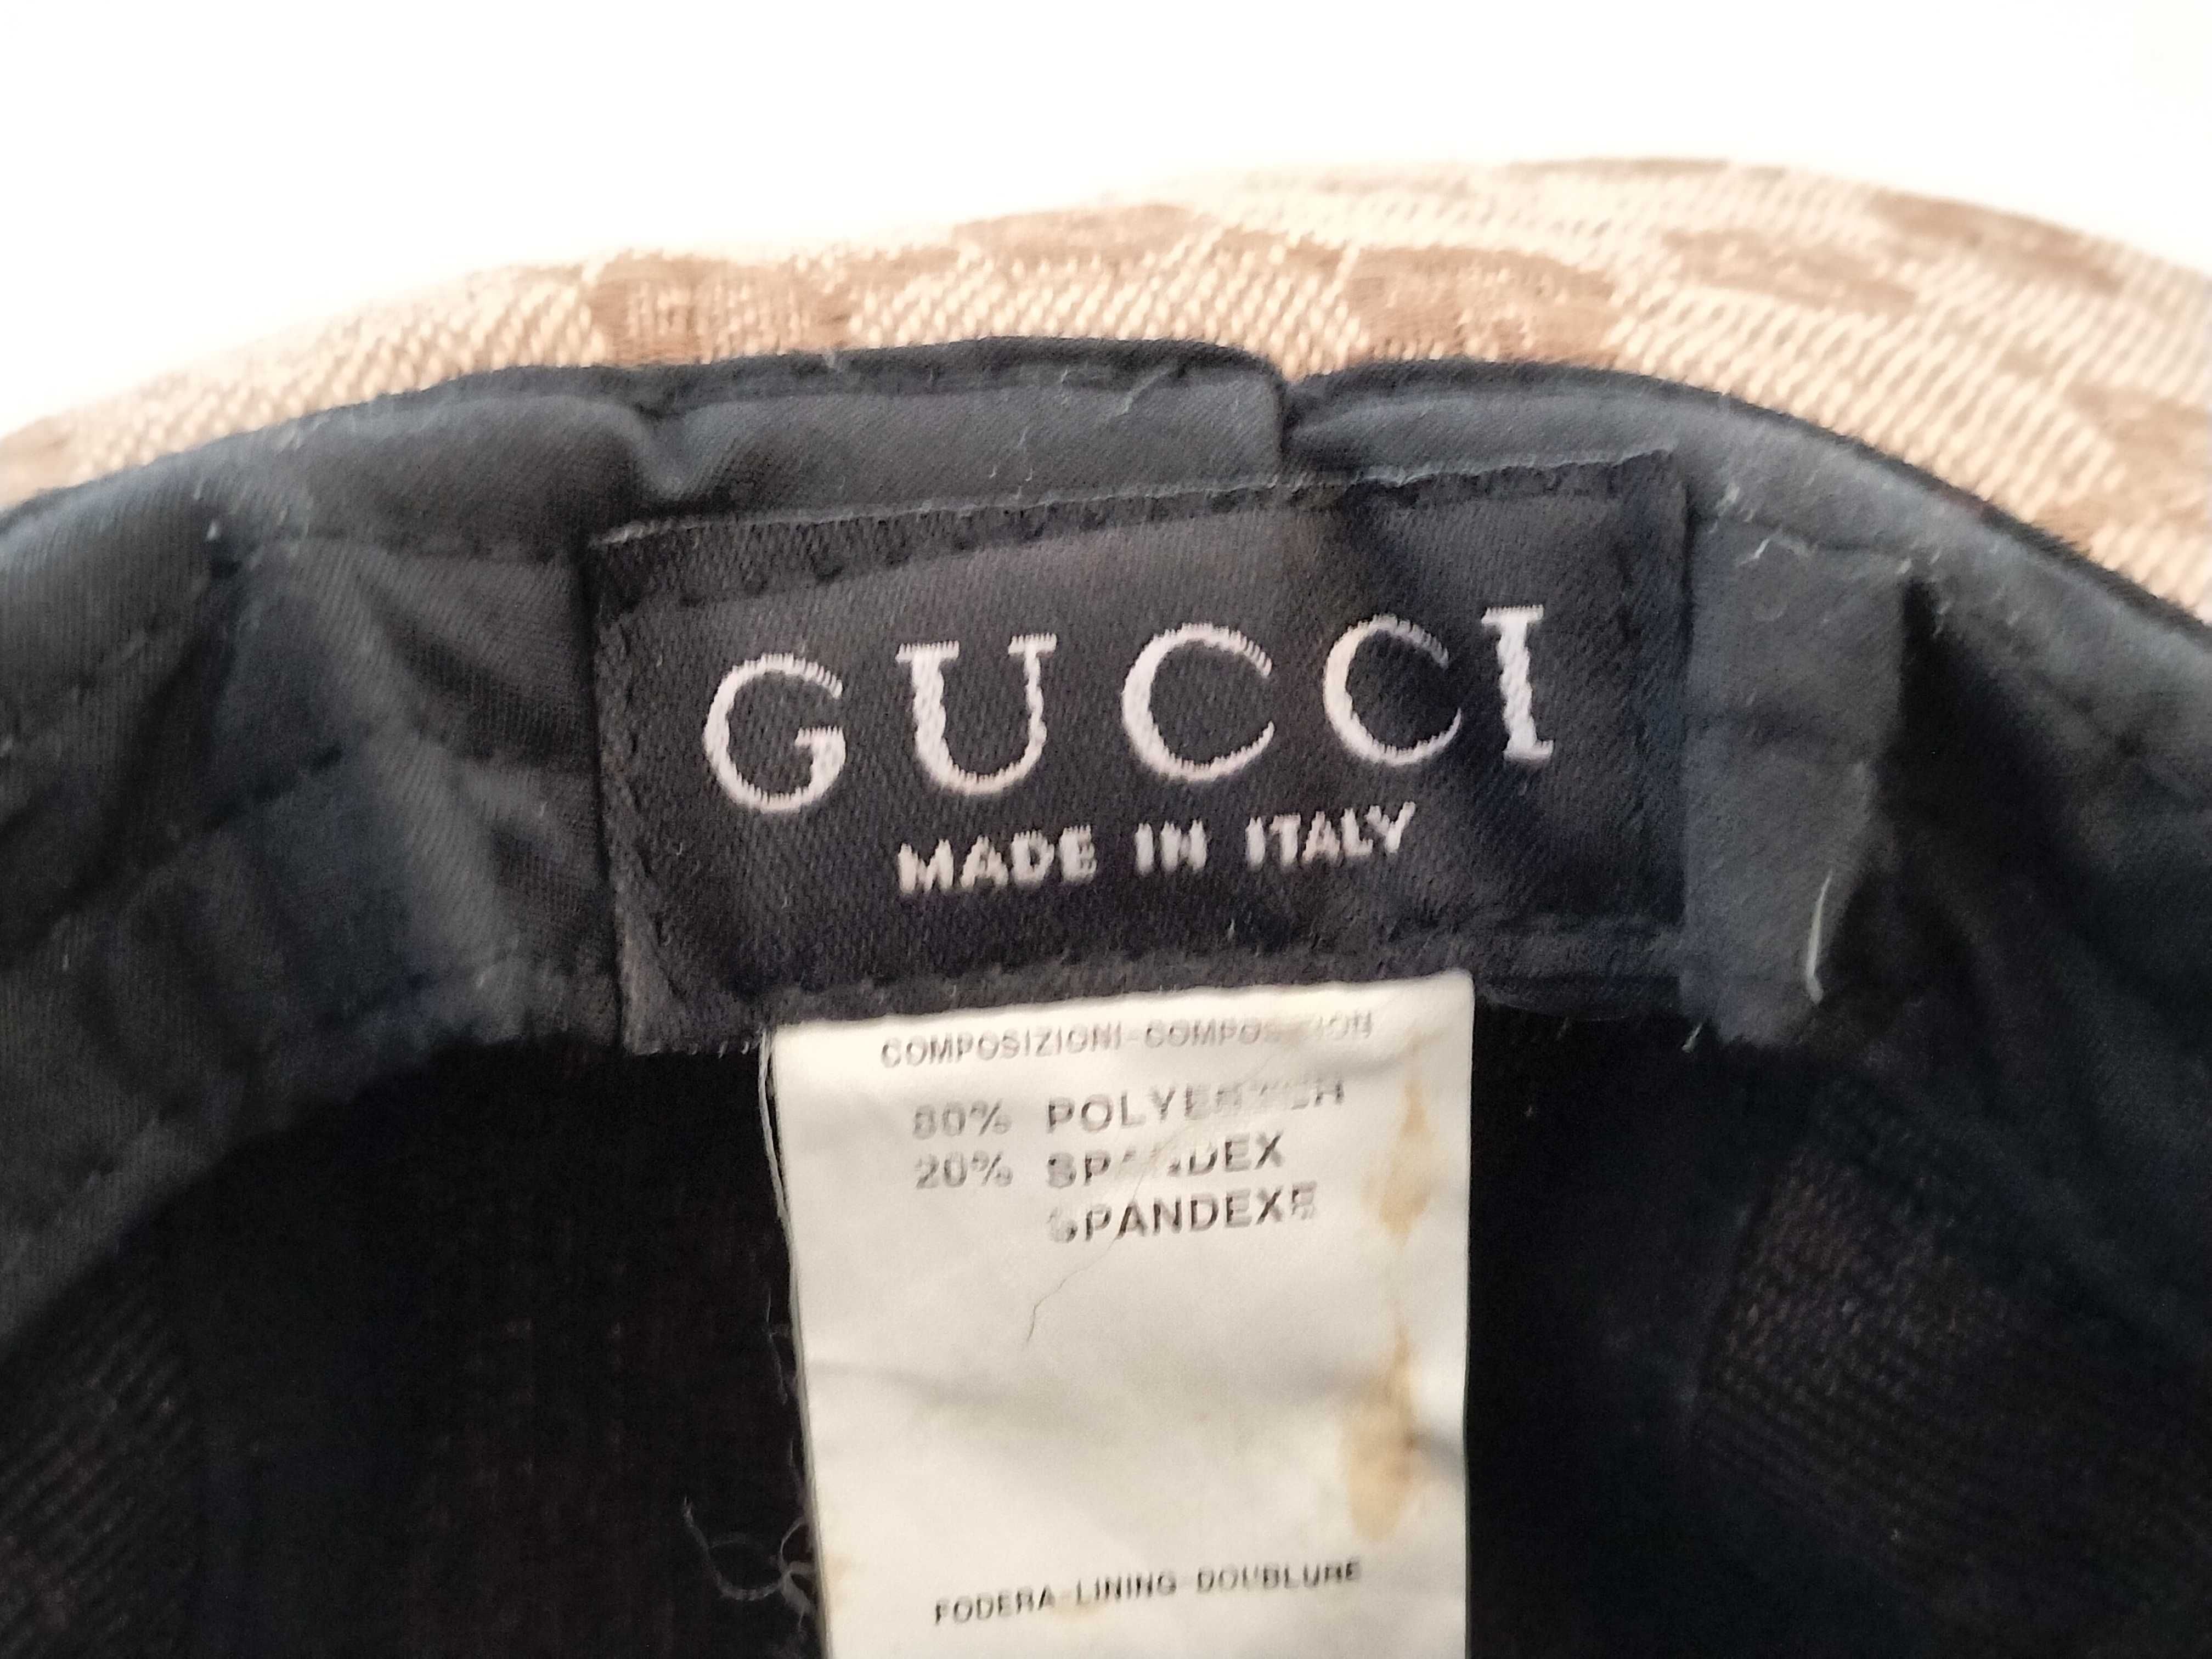 GUCCI
MADE IN ITALY
COMPOSIZIONI-COMPOSITION
80% POLYESTER
20% SPANDEX
SPANDEXE
FODERA-LINING-DOUBLURE